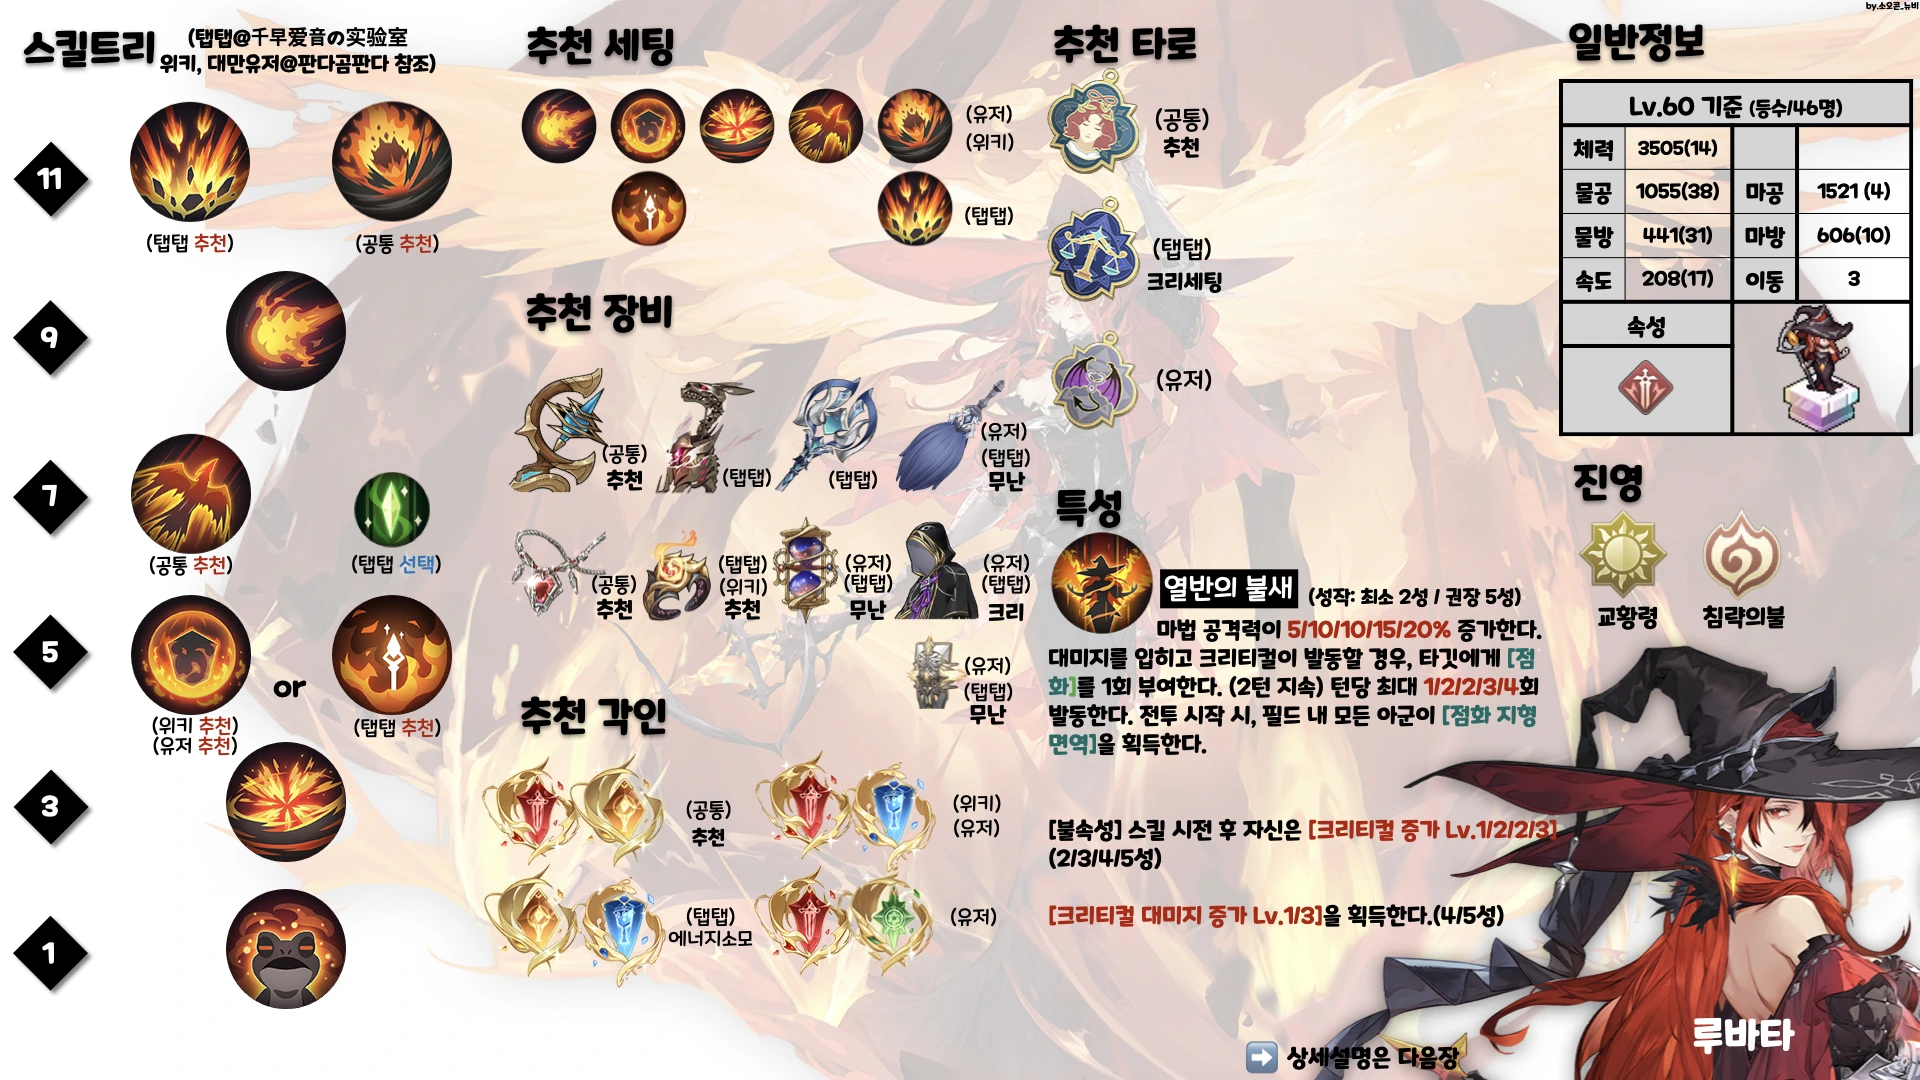 by.소오콘_뉴비
스킬트리
(탭탭@千早爱音の实验室
위키, 대만유저@판다곰판다 참조)
11
(탭탭 추천)
(공통 추천)
9
7
(공통 추천)
(탭탭 선택)
5
or
(위키 추천)
(유저 추천)
(탭탭 추천)
3
1
추천 세팅
(유저)
(위키)
(탭탭)
추천 장비
(공통)
추천
(탭탭)
(탭탭)
(유저)
(탭탭)
무난
(공통)
추천
(탭탭)
(위키)
추천
(유저)
(탭탭)
무난
(유저)
(탭탭)
크리
(유저)
(탭탭)
무난
추천 각인
(공통)
추천
(위키)
(유저)
(탭탭)
에너지소모
(유저)
추천 타로
(공통)
추천
(탭탭)
크리세팅
(유저)
특성
열반의 불새 (성작: 최소 2성 / 권장 5성)
마법 공격력이 5/10/10/15/20% 증가한다.
대미지를 입히고 크리티컬이 발동할 경우, 타깃에게 [점
화]를 1회 부여한다. (2턴 지속) 턴당 최대 1/2/2/3/4회
발동한다. 전투 시작 시, 필드 내 모든 아군이 [점화 지형
면역]을 획득한다.
[불속성] 스킬 시전 후 자신은 [크리티컬 증가 Lv.1/2/2/3]
(2/3/4/5성)
[크리티컬 대미지 증가 Lv.1/3]을 획득한다.(4/5성)
➡ 상세설명은 다음장
일반정보
Lv.60 기준 (등수/46명)
체력 3505(14)
물공 1055(38) 마공 1521 (4)
물방 441(31) 마방 606(10)
속도 208(17) 이동 3
속성
진영
교황령
침략의불
루바타